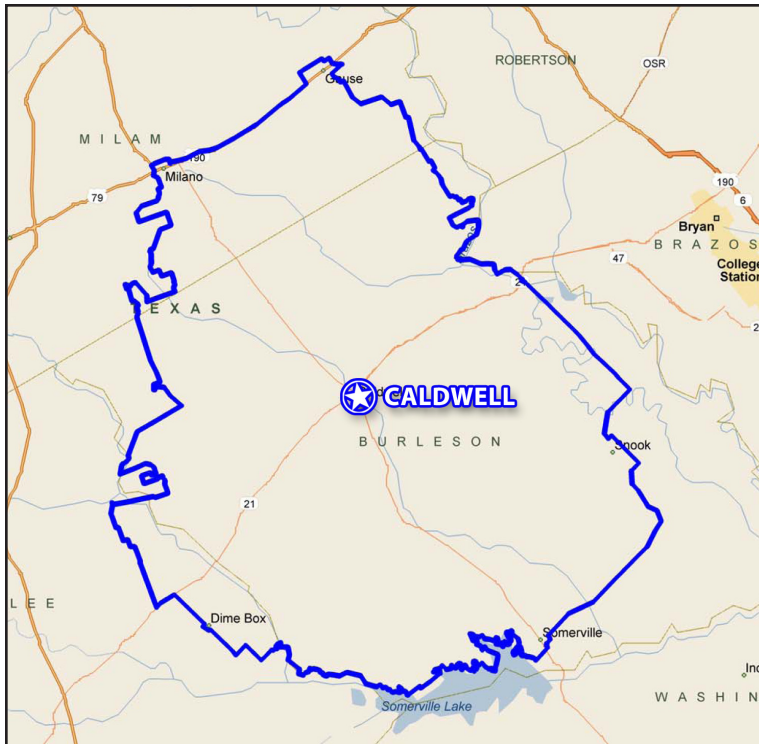 ROBERTSON
OSR
Gause
MILAM
190
Milano
79
190
6
Bryan
BRAZOS
College
Station
47
TEXAS
CALDWELL
BURLESON
Snook
21
LEE
Dime Box
Somerville
Somerville Lake
WASHIN